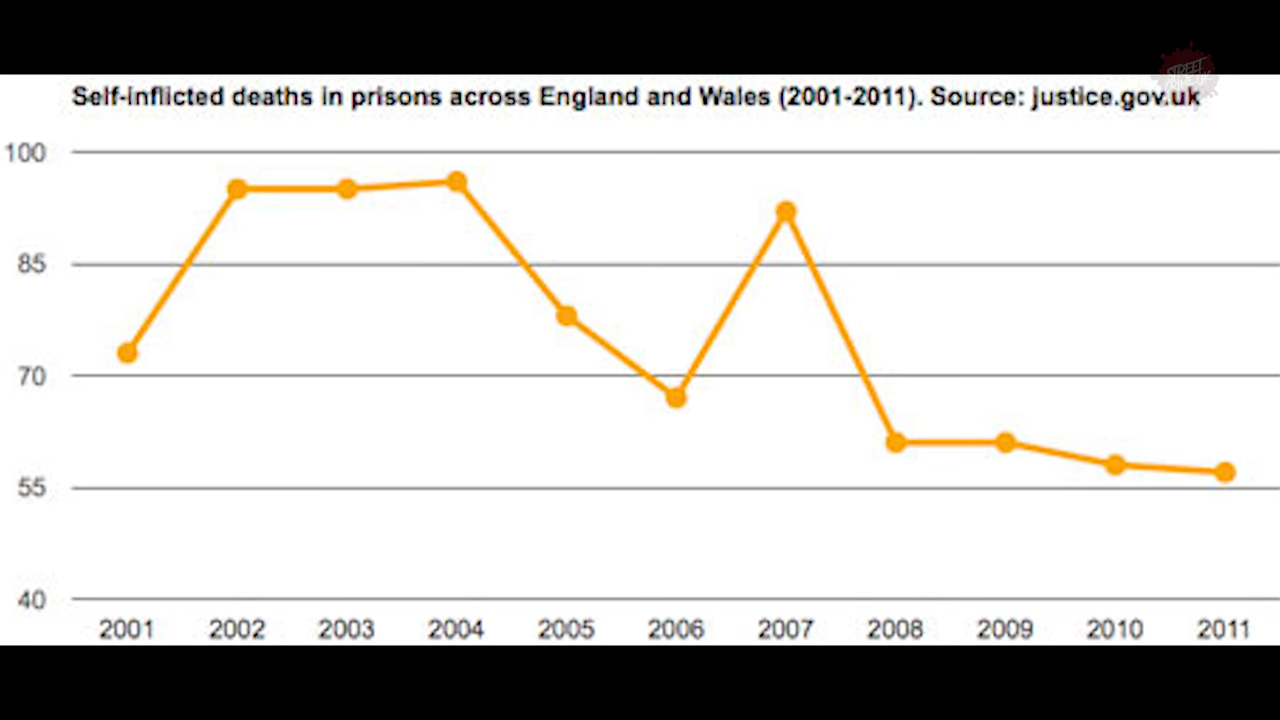 STREET
Self-inflicted deaths in prisons across England and Wales (2001-2011). Source: justice.gov.uk
100
85
70
55
40
2001 2002 2003 2004 2005 2006 2007 2008 2009 2010 2011